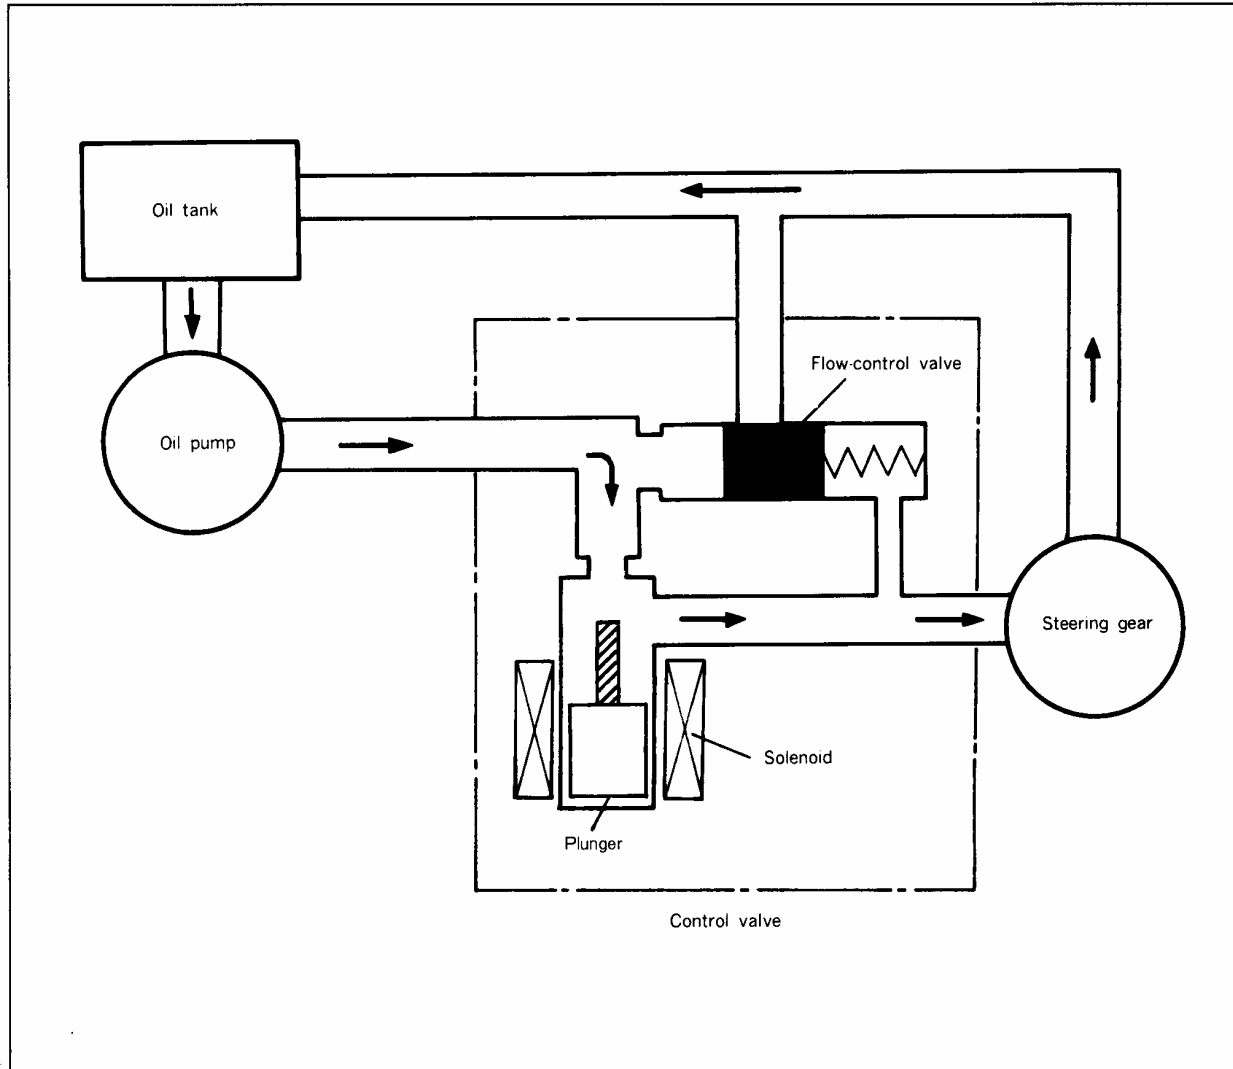 Oil tank
Flow-control valve
Oil pump
Steering gear
Solenoid
Plunger
Control valve